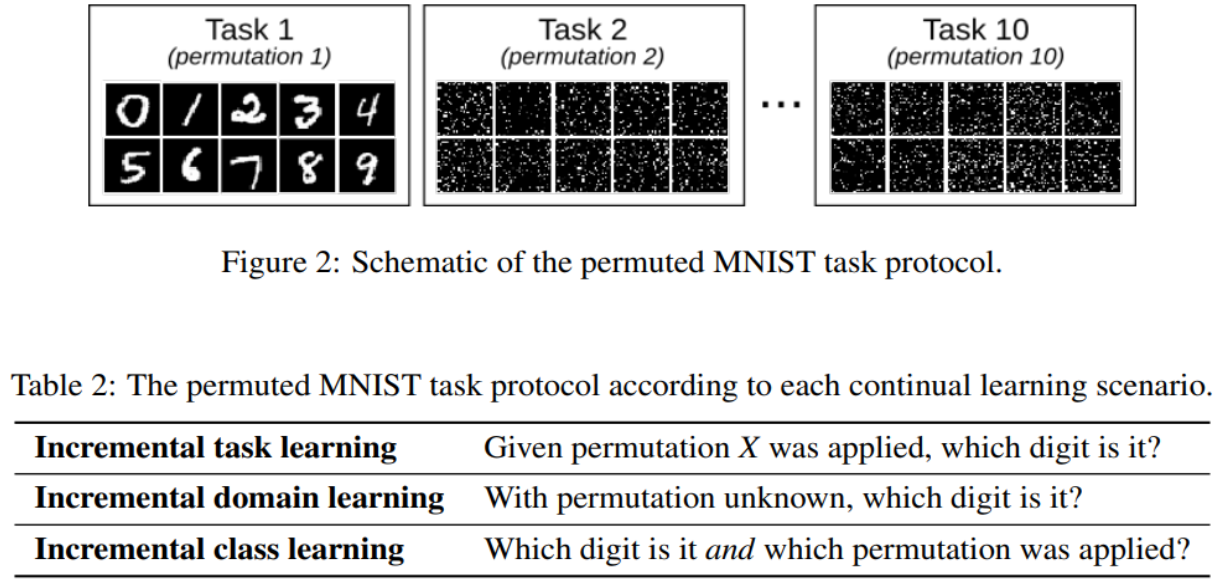 Task 1
(permutation 1)
Task 2
(permutation 2)
Task 10
(permutation 10)
0 1 2 3 4
5 6 7 8 9
...
Figure 2: Schematic of the permuted MNIST task protocol.
Table 2: The permuted MNIST task protocol according to each continual learning scenario.
Incremental task learning Given permutation X was applied, which digit is it?
Incremental domain learning With permutation unknown, which digit is it?
Incremental class learning Which digit is it and which permutation was applied?